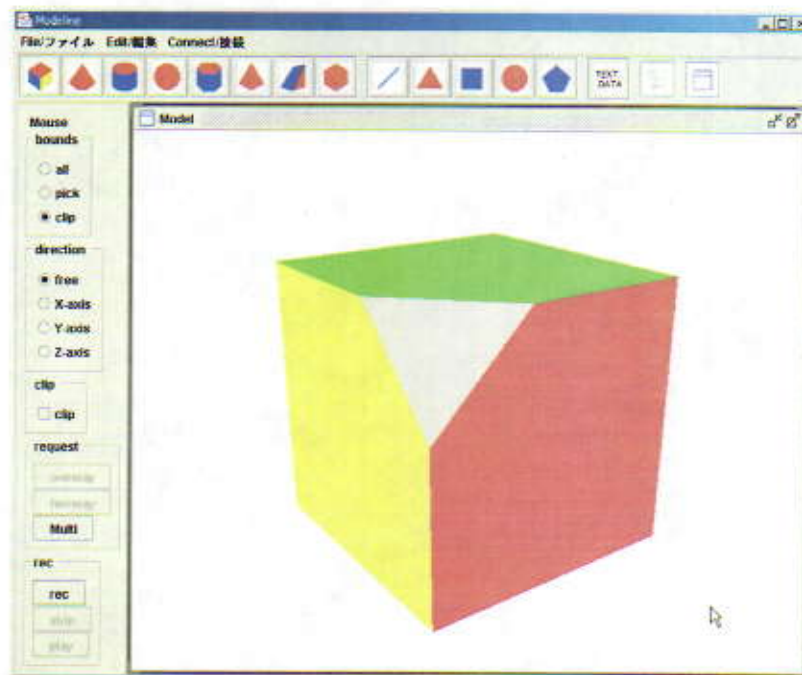 Modeline
File/ファイル Edit/編集 Connect/接続
TEXT
DATA
Mouse
bounds
all
pick
clip
direction
free
X-axis
Y-axis
Z-axis
clip
clip
request
Multi
rec
rec
play
Model